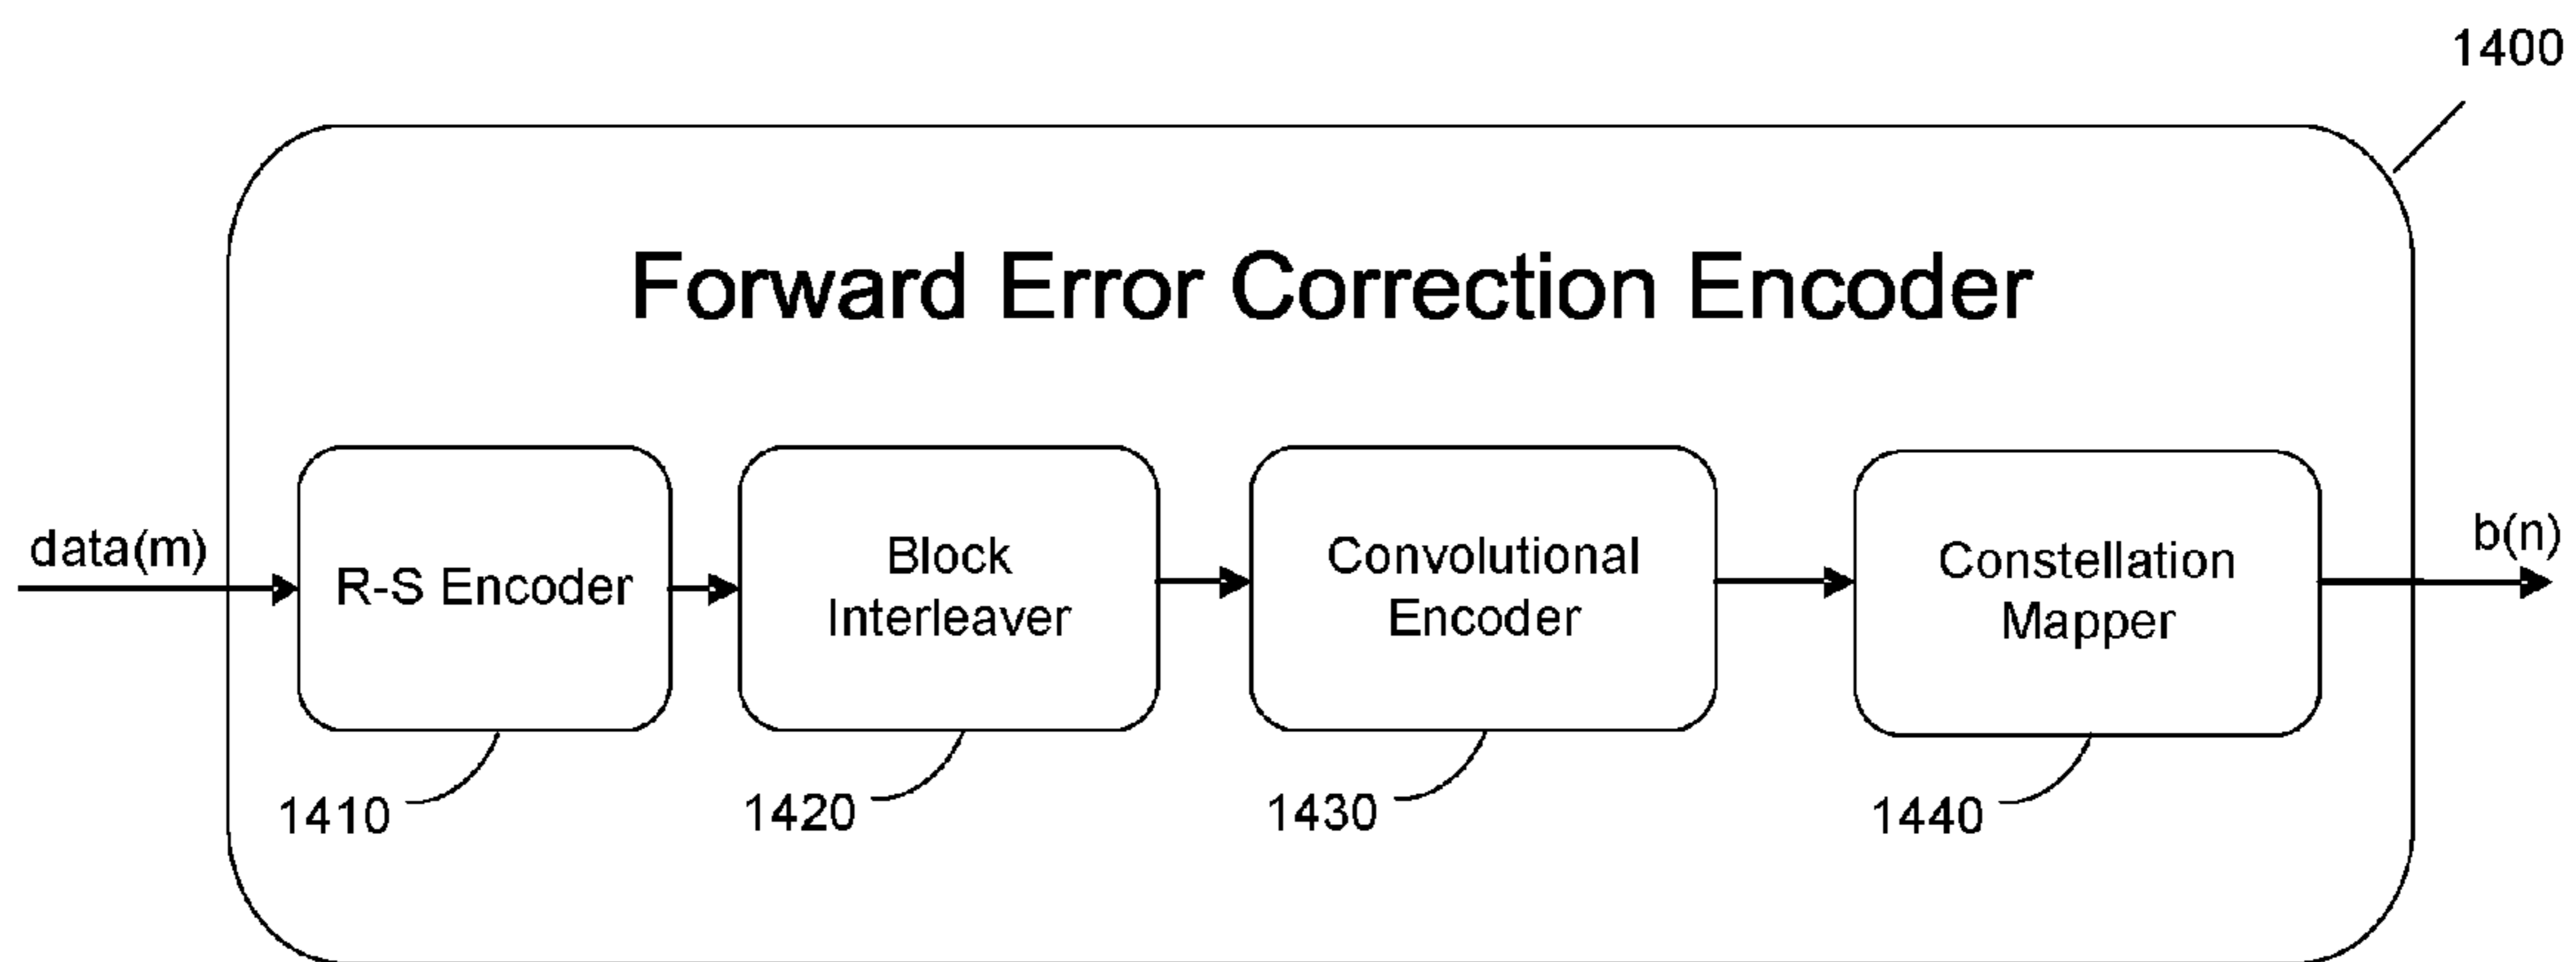 1400
Forward Error Correction Encoder
data(m)
R-S Encoder
Block
Interleaver
Convolutional
Encoder
Constellation
Mapper
b(n)
1410
1420
1430
1440